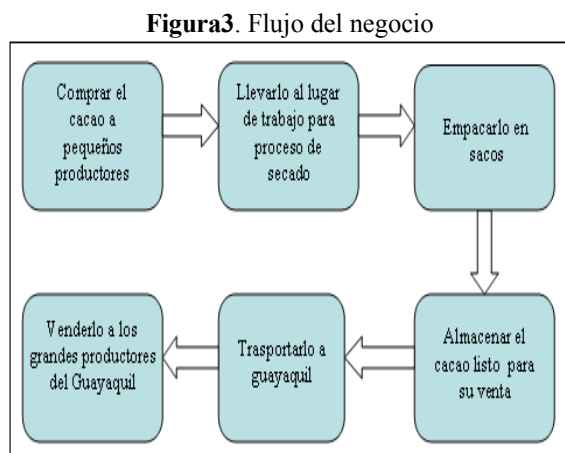 Figura3. Flujo del negocio
Comprar el
cacao a
pequeños
productores
Llevarlo al lugar
de trabajo para
proceso de
secado
Empacarlo en
sacos
Almacenar el
cacao listo para
su venta
Trasportarlo a
guayaquil
Venderlo a los
grandes productores
del Guayaquil